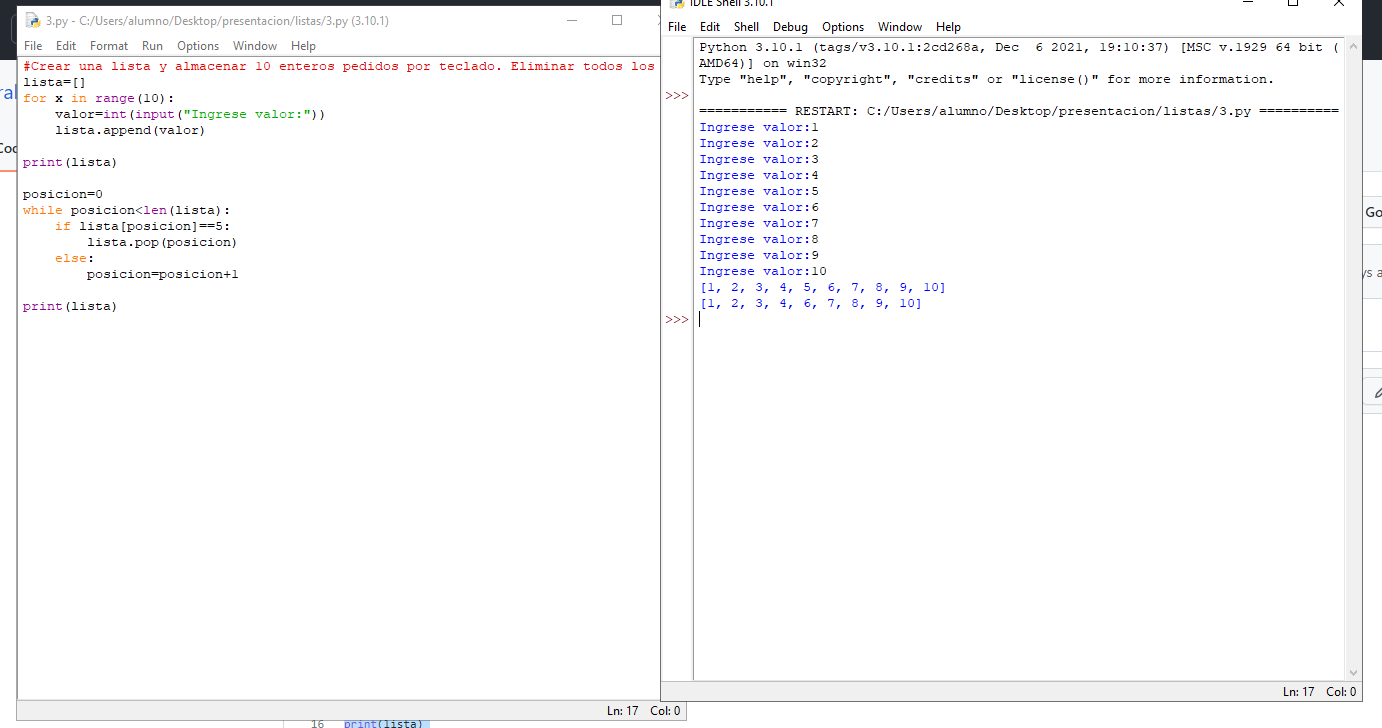 3.py - C:/Users/alumno/Desktop/presentacion/listas/3.py (3.10.1)
File Edit Format Run Options Window Help
#Crear una lista y almacenar 10 enteros pedidos por teclado. Eliminar todos los
lista=[]
for x in range(10):
    valor=int(input("Ingrese valor:"))
    lista.append(valor)
print(lista)
posicion=0
while posicion<len(lista):
    if lista[posicion]==5:
        lista.pop(posicion)
    else:
        posicion=posicion+1
print(lista)
Ln: 17 Col: 0
16 print(lista)
IDLE Shell 3.10.1
File Edit Shell Debug Options Window Help
Python 3.10.1 (tags/v3.10.1:2cd268a, Dec  6 2021, 19:10:37) [MSC v.1929 64 bit (
AMD64)] on win32
Type "help", "copyright", "credits" or "license()" for more information.
>>>
=========== RESTART: C:/Users/alumno/Desktop/presentacion/listas/3.py ==========
Ingrese valor:1
Ingrese valor:2
Ingrese valor:3
Ingrese valor:4
Ingrese valor:5
Ingrese valor:6
Ingrese valor:7
Ingrese valor:8
Ingrese valor:9
Ingrese valor:10
[1, 2, 3, 4, 5, 6, 7, 8, 9, 10]
[1, 2, 3, 4, 6, 7, 8, 9, 10]
>>>
Ln: 17 Col: 0
Go